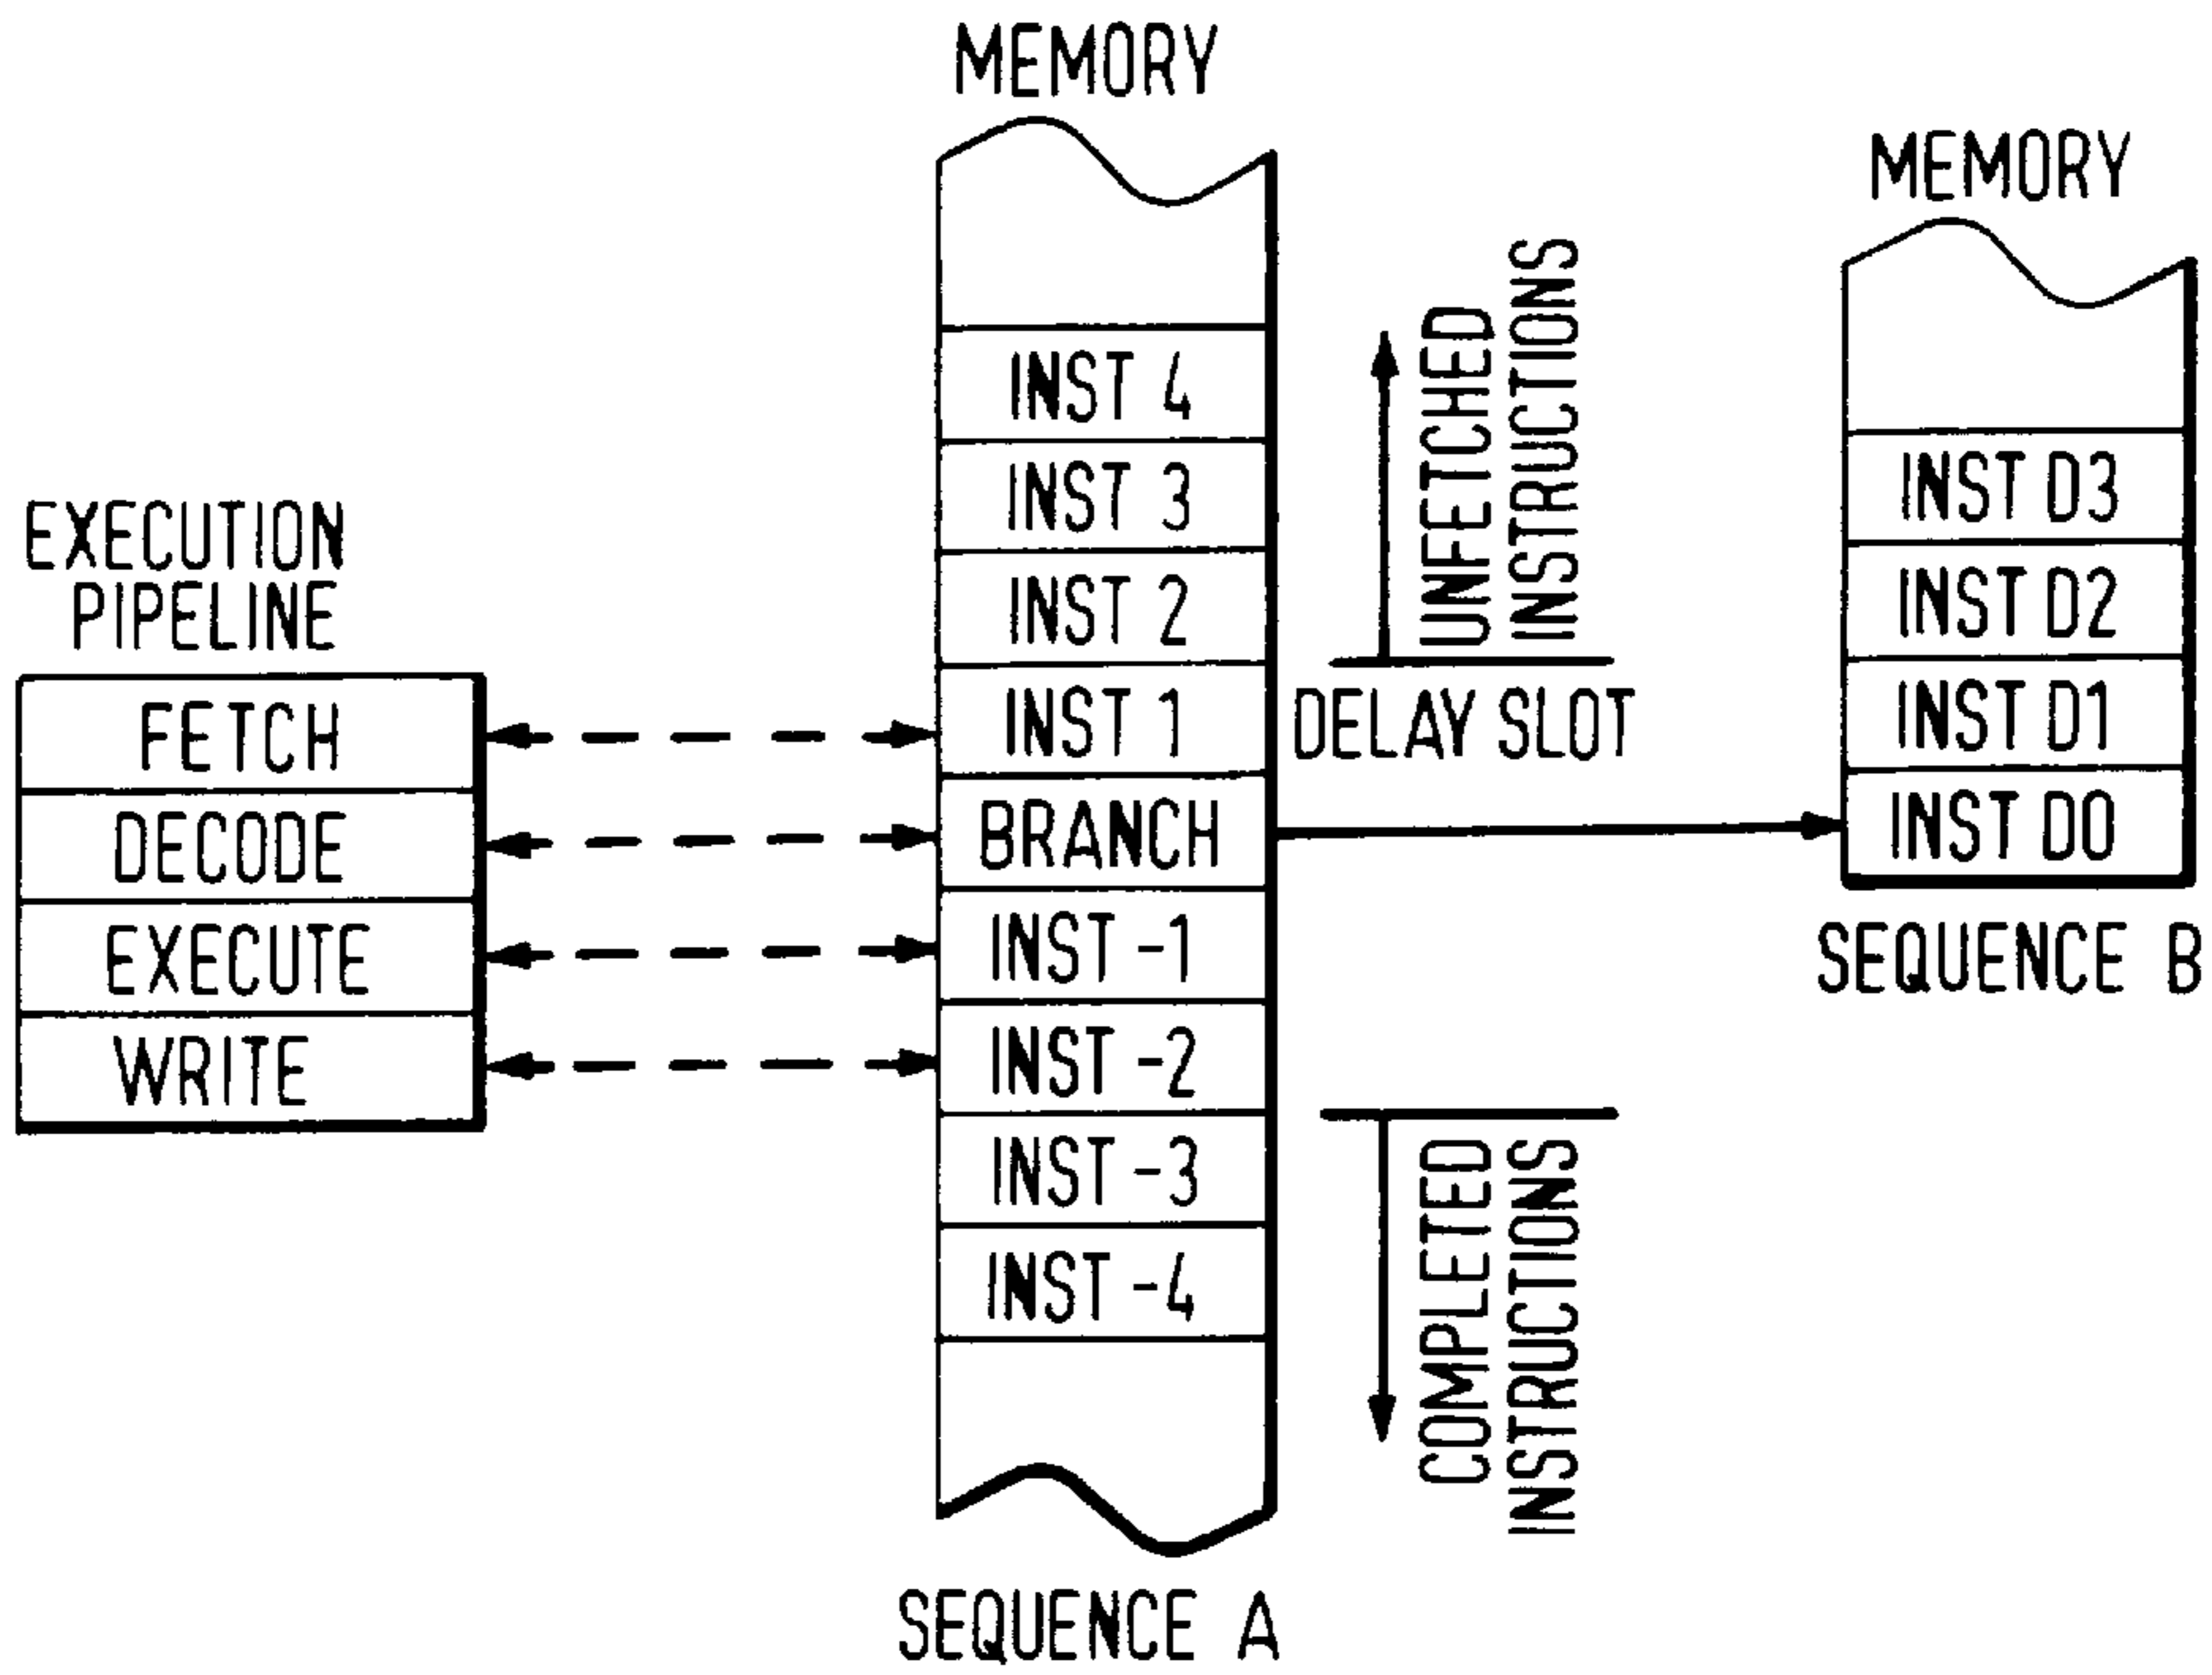 MEMORY
MEMORY
EXECUTION
PIPELINE
FETCH
DECODE
EXECUTE
WRITE
INST 4
INST 3
INST 2
INST 1
BRANCH
INST -1
INST -2
INST -3
INST -4
SEQUENCE A
UNFETCHED
INSTRUCTIONS
DELAY SLOT
COMPLETED
INSTRUCTIONS
INST D3
INST D2
INST D1
INST D0
SEQUENCE B